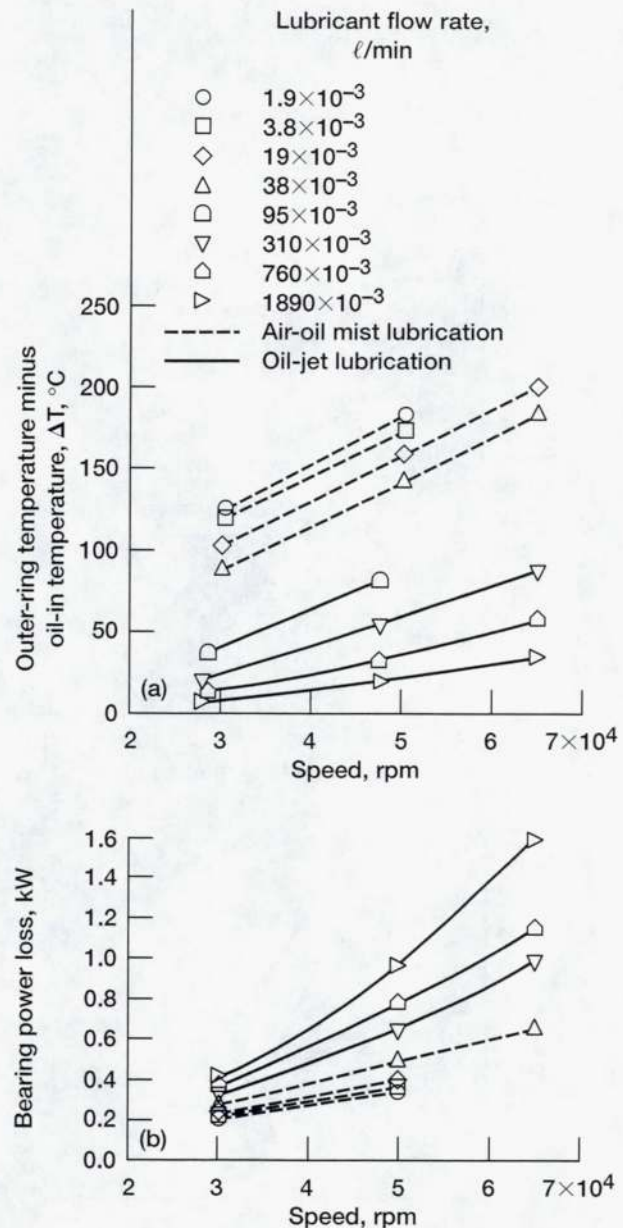 Lubricant flow rate,
ℓ/min
1.9×10⁻³
3.8×10⁻³
19×10⁻³
38×10⁻³
95×10⁻³
310×10⁻³
760×10⁻³
1890×10⁻³
Air-oil mist lubrication
Oil-jet lubrication
Outer-ring temperature minus
oil-in temperature, ΔT, °C
250
200
150
100
50
0
(a)
2 3 4 5 6 7×10⁴
Speed, rpm
Bearing power loss, kW
1.6
1.4
1.2
1.0
0.8
0.6
0.4
0.2
0.0
(b)
2 3 4 5 6 7×10⁴
Speed, rpm